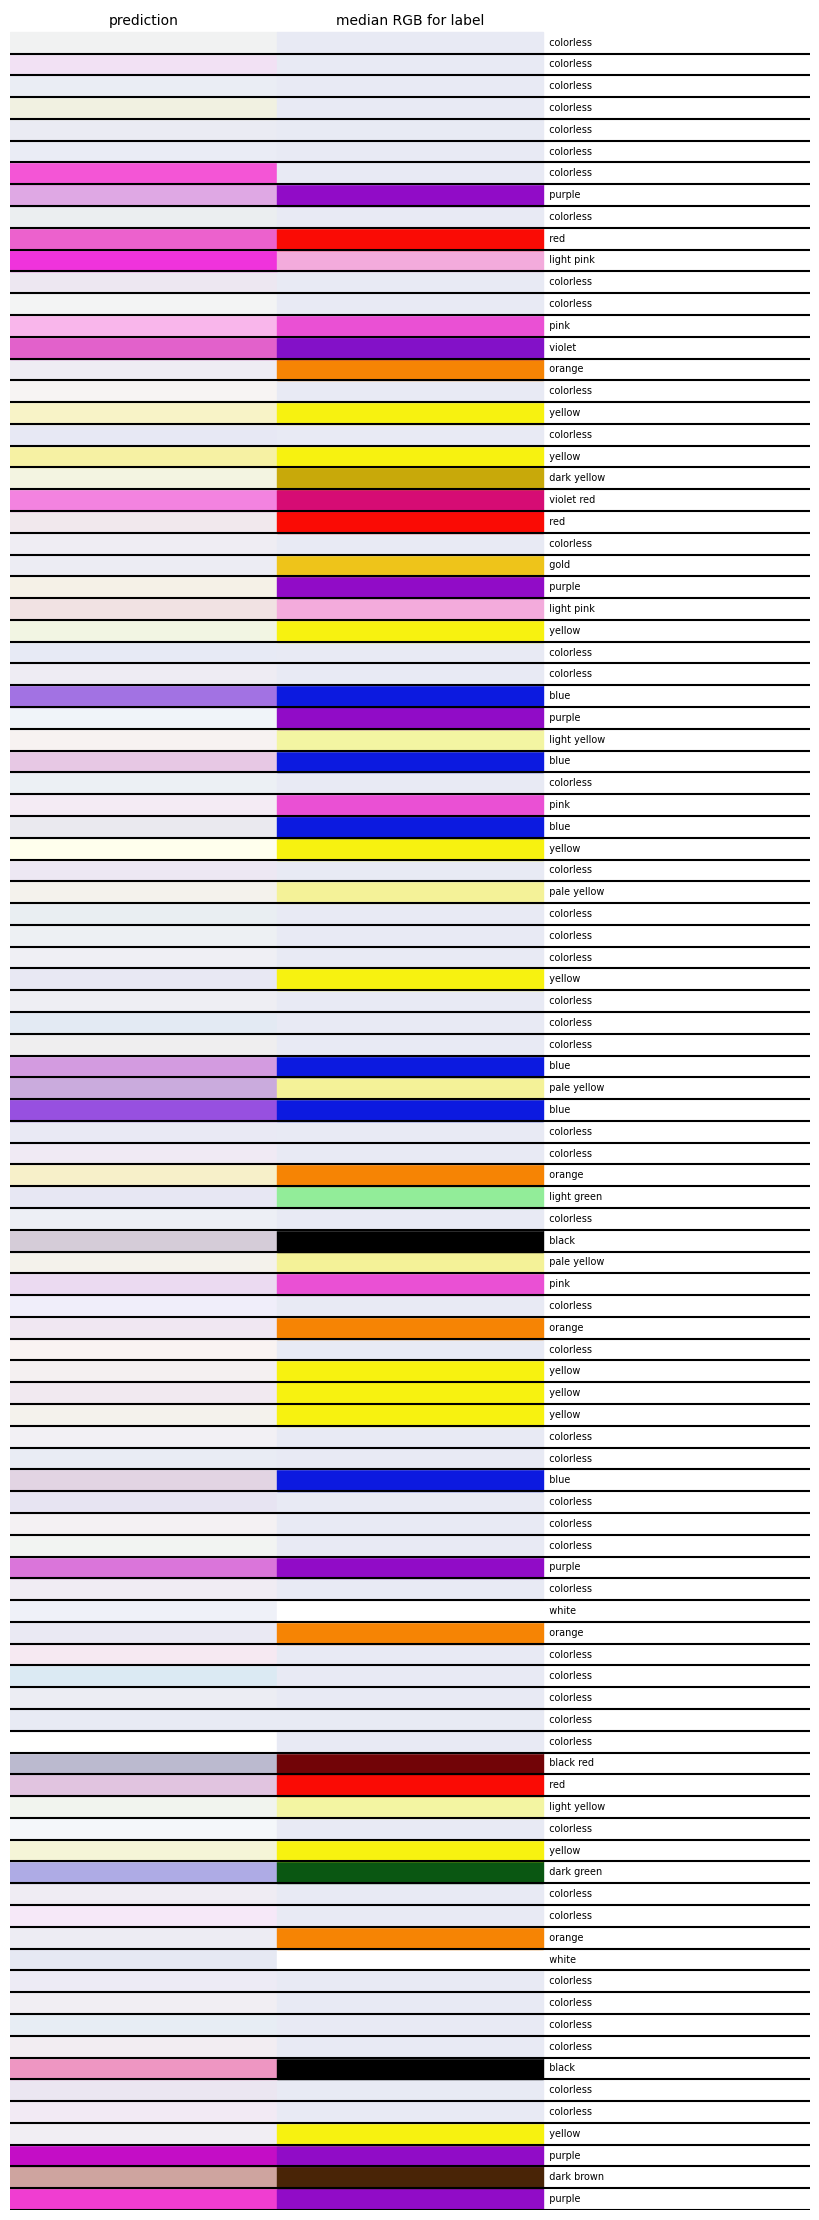 prediction median RGB for label
colorless
colorless
colorless
colorless
colorless
colorless
colorless
purple
colorless
red
light pink
colorless
colorless
pink
violet
orange
colorless
yellow
colorless
yellow
dark yellow
violet red
red
colorless
gold
purple
light pink
yellow
colorless
colorless
blue
purple
light yellow
blue
colorless
pink
blue
yellow
colorless
pale yellow
colorless
colorless
colorless
yellow
colorless
colorless
colorless
blue
pale yellow
blue
colorless
colorless
orange
light green
colorless
black
pale yellow
pink
colorless
orange
colorless
yellow
yellow
yellow
colorless
colorless
blue
colorless
colorless
colorless
purple
colorless
white
orange
colorless
colorless
colorless
colorless
colorless
black red
red
light yellow
colorless
yellow
dark green
colorless
colorless
orange
white
colorless
colorless
colorless
colorless
black
colorless
colorless
yellow
purple
dark brown
purple